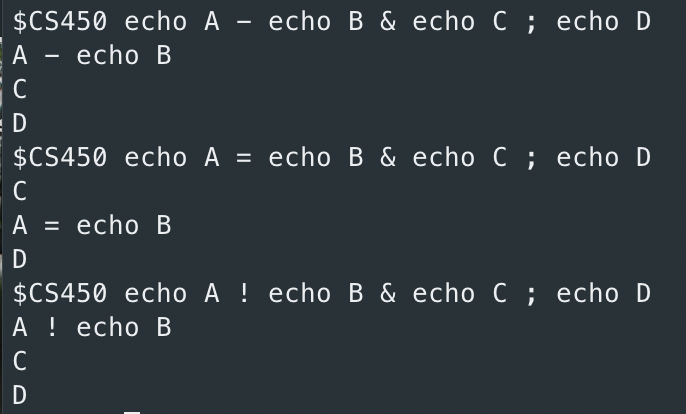 $CS450 echo A - echo B & echo C ; echo D
A - echo B
C
D
$CS450 echo A = echo B & echo C ; echo D
C
A = echo B
D
$CS450 echo A ! echo B & echo C ; echo D
A ! echo B
C
D